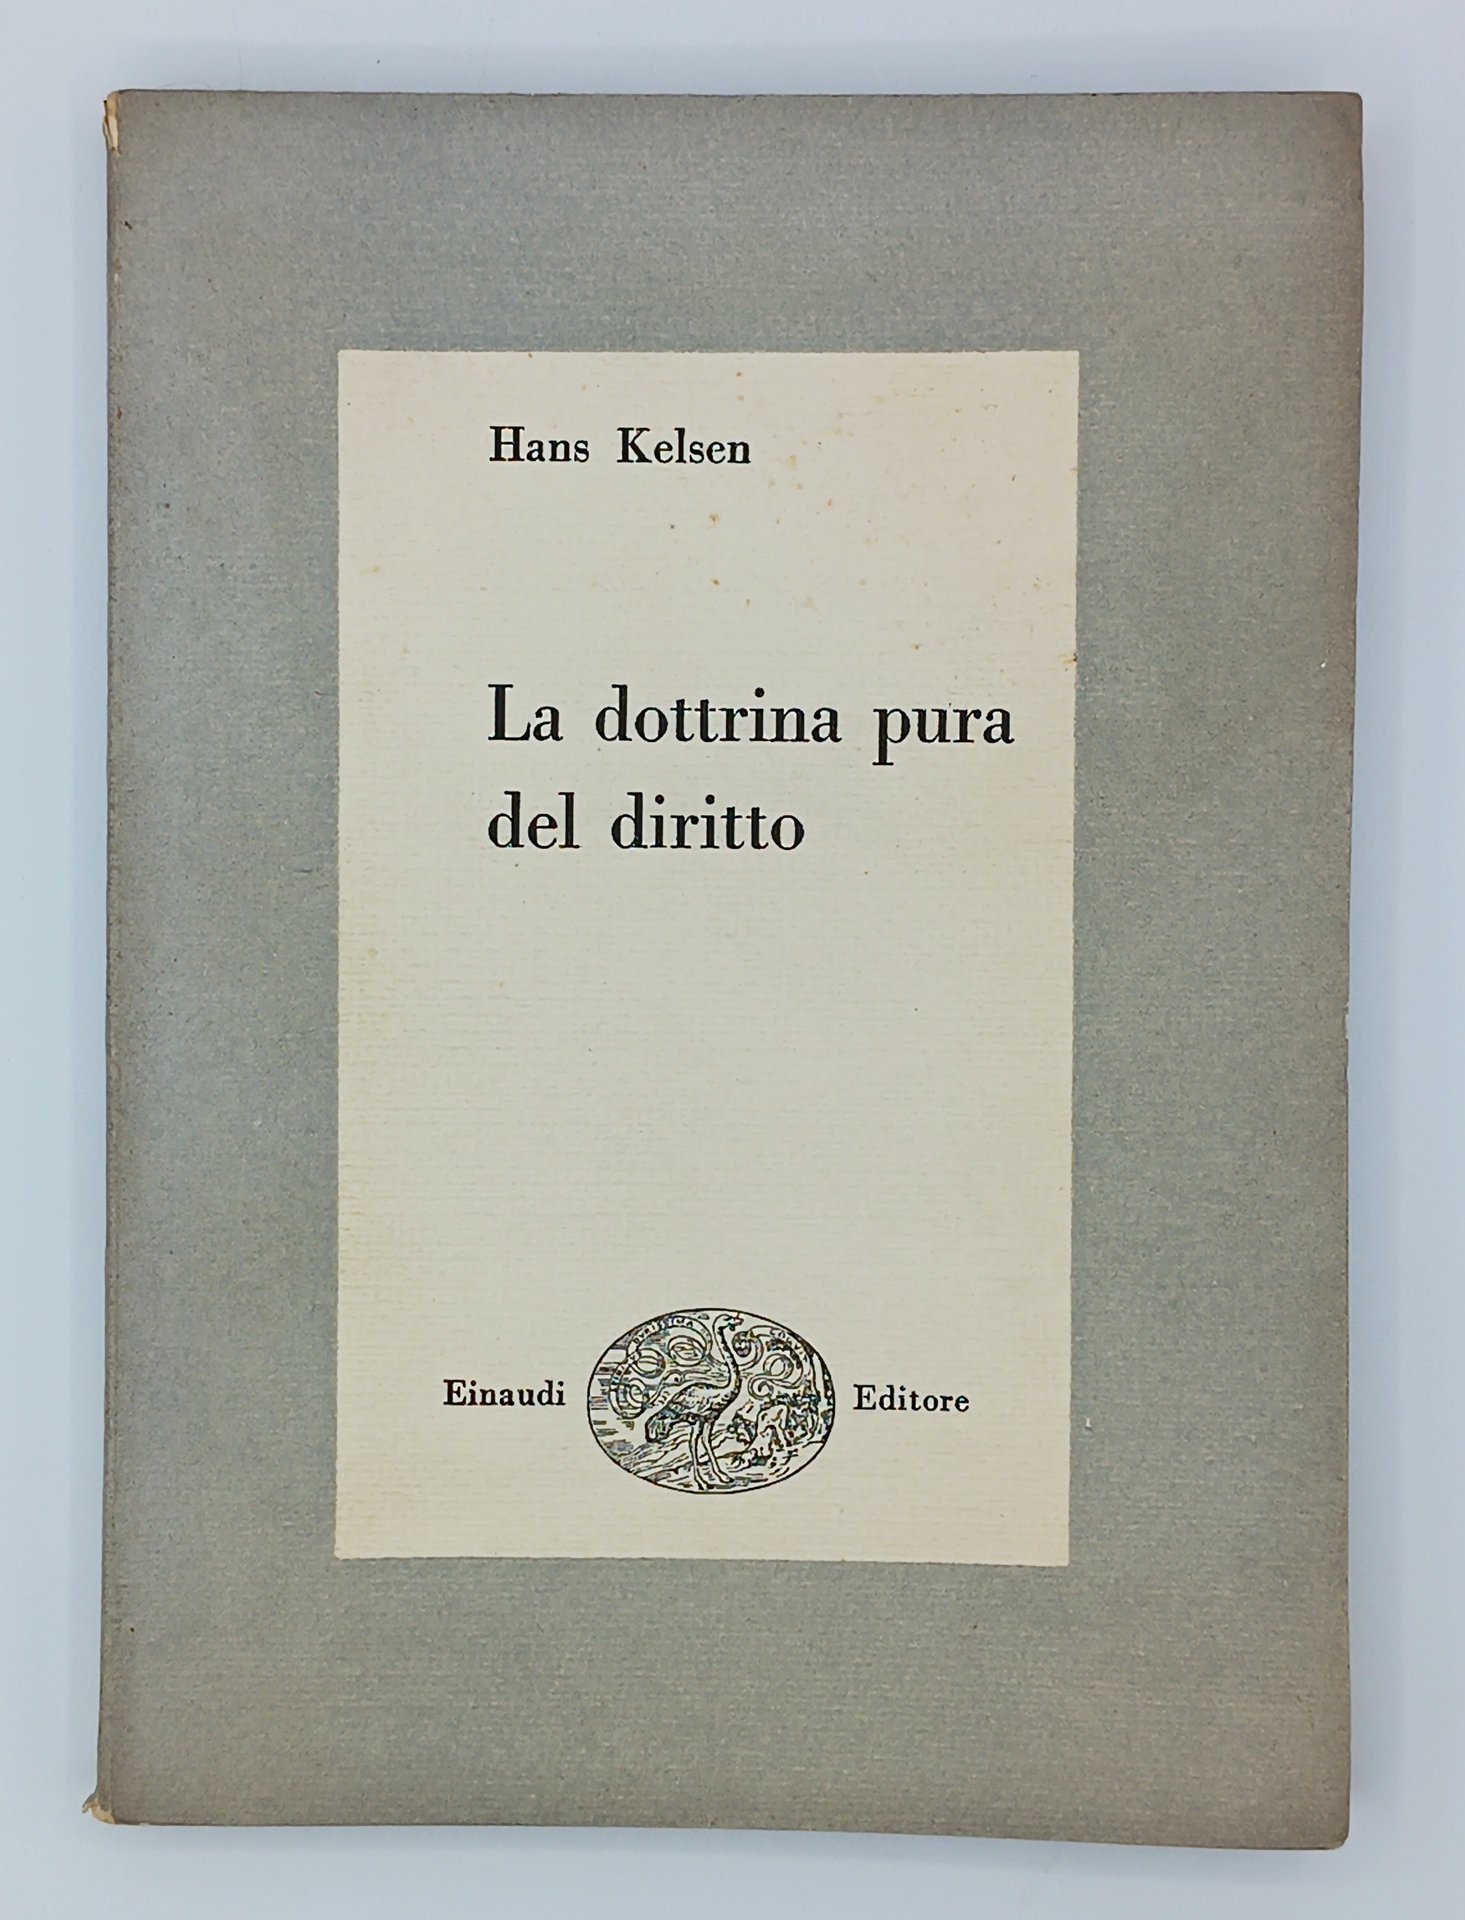 Hans Kelsen
La dottrina pura
del diritto
Einaudi Editore